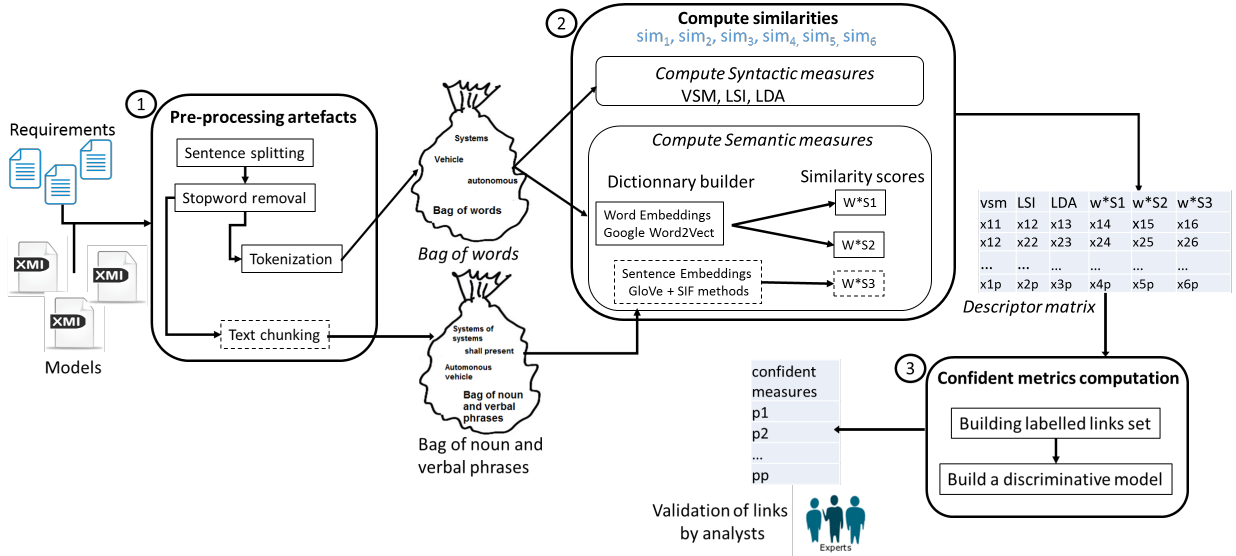 1
Pre-processing artefacts
Requirements
Sentence splitting
Stopword removal
Tokenization
Text chunking
XMI
XMI
XMI
Models
Systems
Vehicle
autonomous
Bag of words
Bag of words
Systems of
systems
shall present
Automonous
vehicle
Bag of noun
and verbal
phrases
Bag of noun and
verbal phrases
2
Compute similarities
sim1, sim2, sim3, sim4, sim5, sim6
Compute Syntactic measures
VSM, LSI, LDA
Compute Semantic measures
Dictionnary builder
Similarity scores
Word Embeddings
Google Word2Vect
W*S1
W*S2
Sentence Embeddings
GloVe + SIF methods
W*S3
vsm LSI LDA w*S1 w*S2 w*S3
x11 x12 x13 x14 x15 x16
x12 x22 x23 x24 x25 x26
... ... ... ... ...
x1p x2p x3p x4p x5p x6p
Descriptor matrix
3
Confident metrics computation
Building labelled links set
Build a discriminative model
confident
measures
p1
p2
...
pp
Validation of links
by analysts
Experts